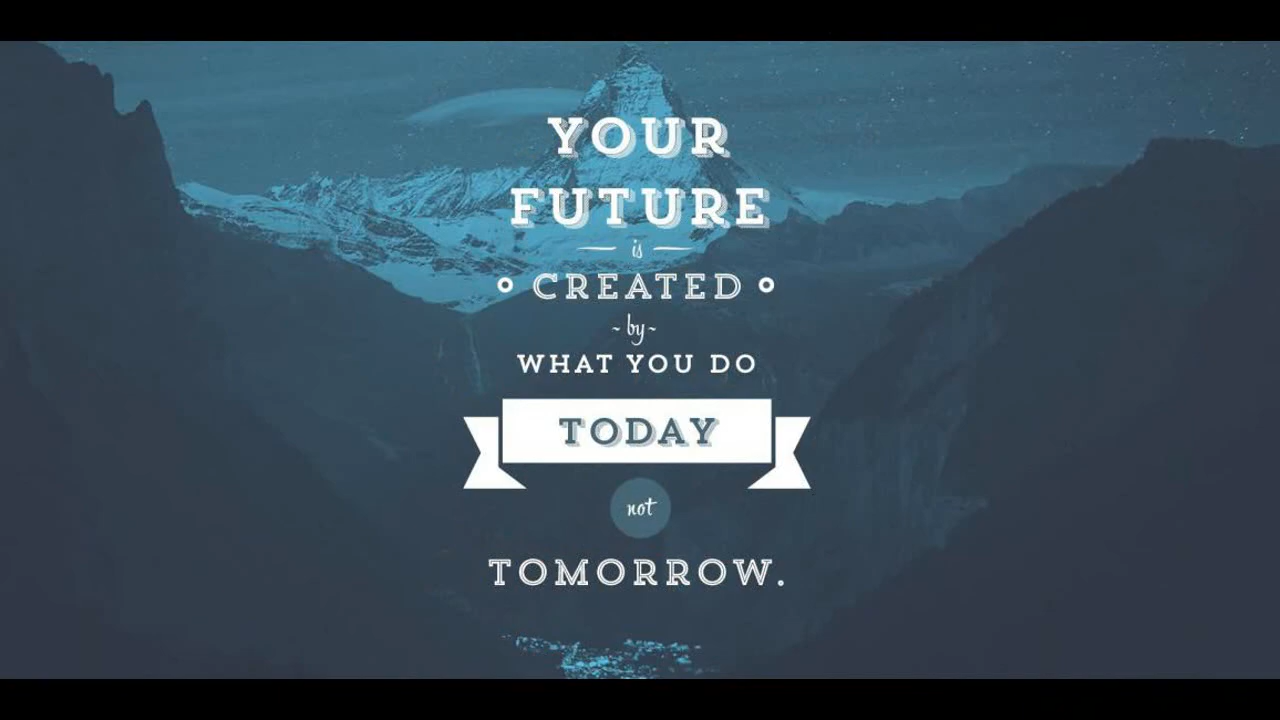 YOUR
FUTURE
is
CREATED
~by~
WHAT YOU DO
TODAY
not
TOMORROW.